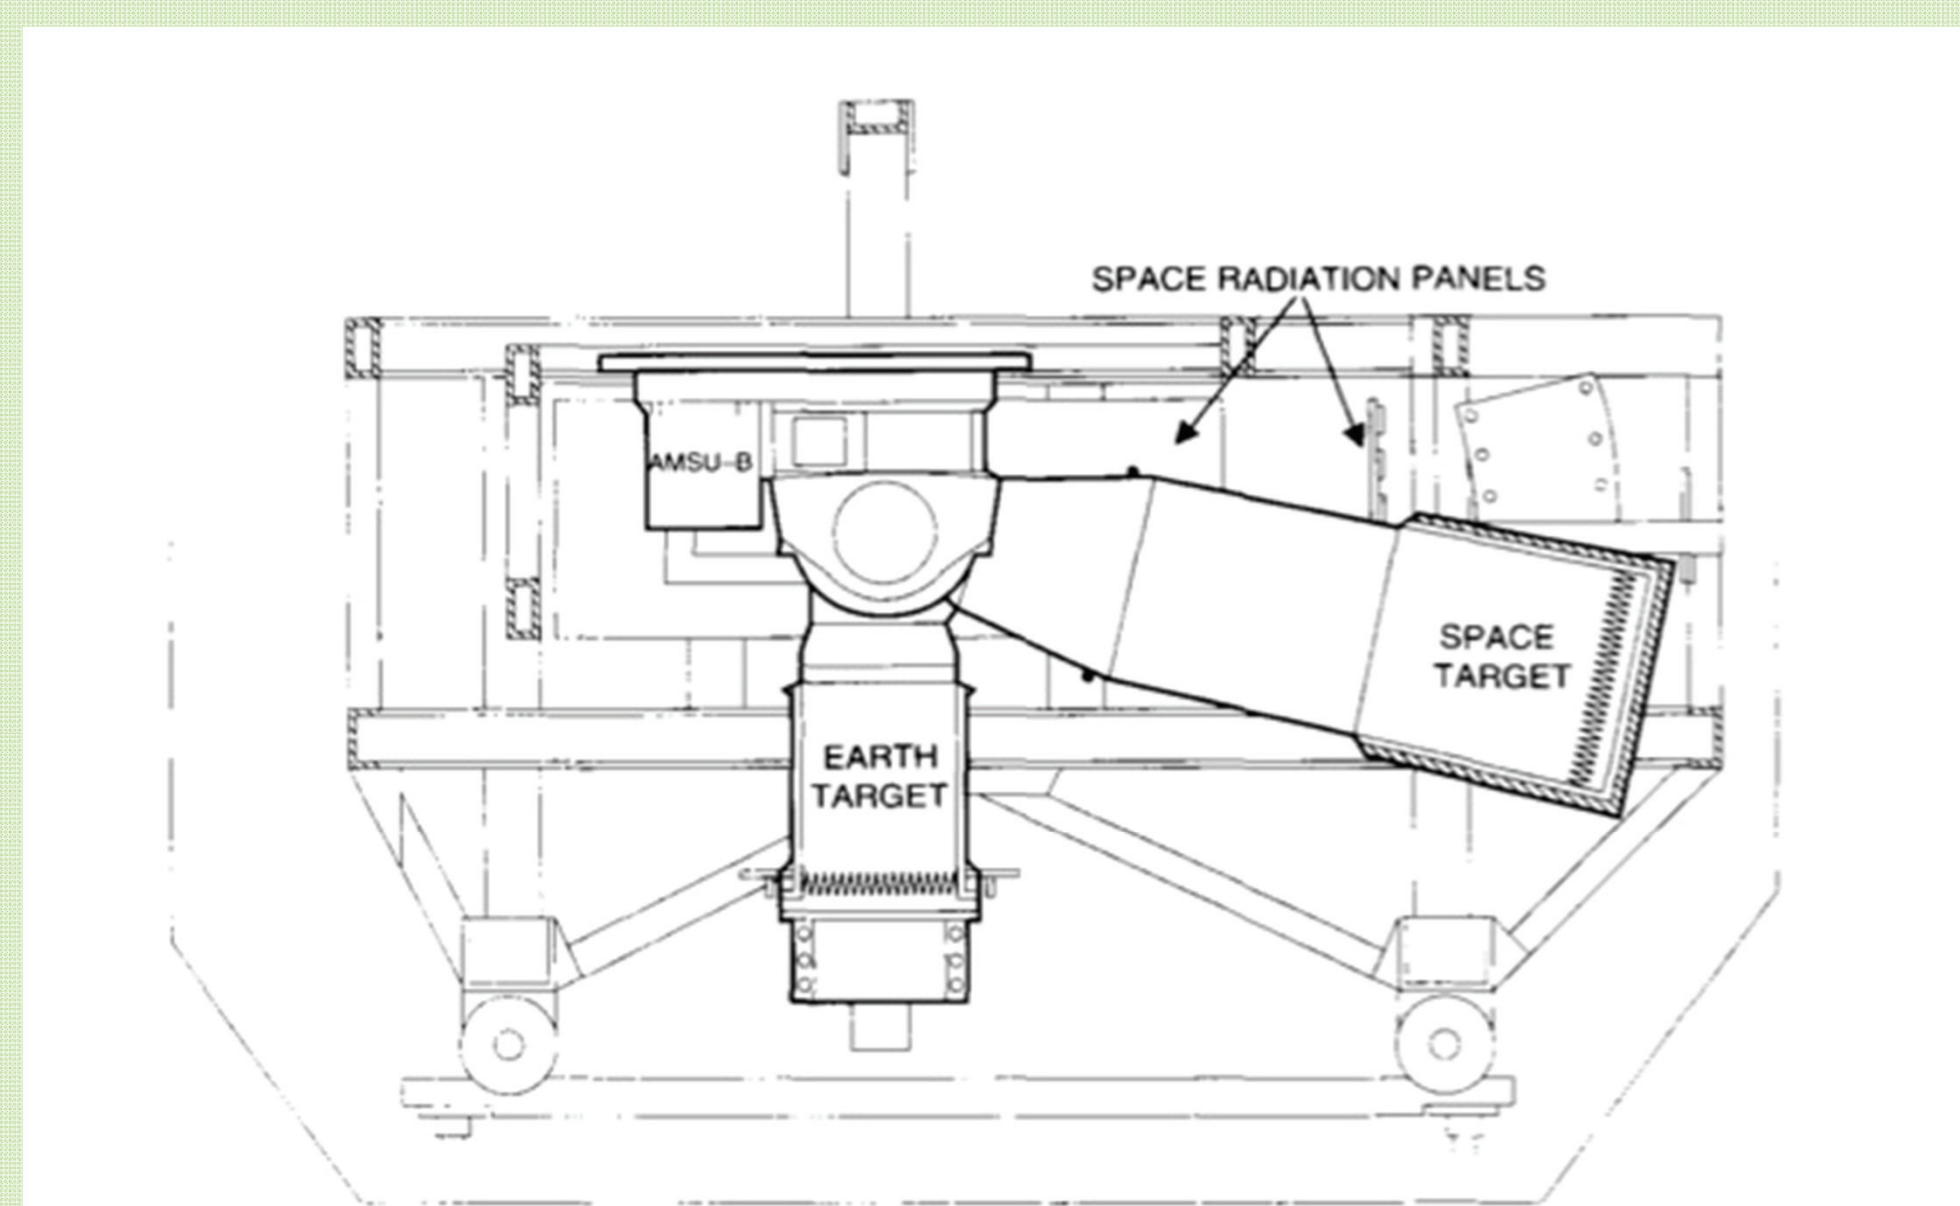 SPACE RADIATION PANELS
AMSU-B
SPACE
TARGET
EARTH
TARGET